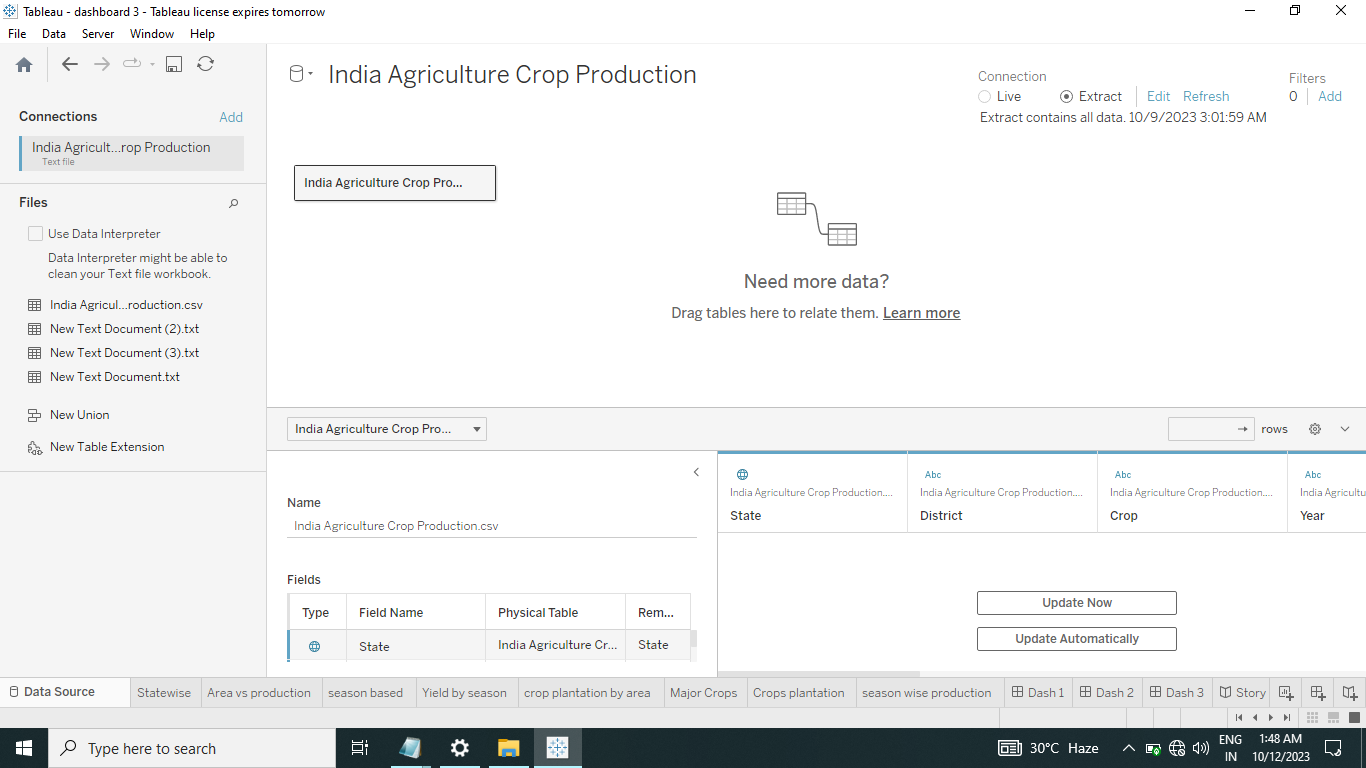 Tableau - dashboard 3 - Tableau license expires tomorrow
File Data Server Window Help
India Agriculture Crop Production
Connection
Live Extract Edit Refresh
Extract contains all data. 10/9/2023 3:01:59 AM
Filters
0 Add
Connections Add
India Agricult...rop Production
Text file
Files
Use Data Interpreter
Data Interpreter might be able to
clean your Text file workbook.
India Agricul...roduction.csv
New Text Document (2).txt
New Text Document (3).txt
New Text Document.txt
New Union
New Table Extension
India Agriculture Crop Pro...
Need more data?
Drag tables here to relate them. Learn more
India Agriculture Crop Pro...
rows
Name
India Agriculture Crop Production.csv
Fields
Type Field Name Physical Table Rem...
State India Agriculture Cr... State
Abc Abc Abc
India Agriculture Crop Production.... India Agriculture Crop Production.... India Agriculture Crop Production.... India Agricultu
State District Crop Year
Update Now
Update Automatically
Data Source Statewise Area vs production season based Yield by season crop plantation by area Major Crops Crops plantation season wise production Dash 1 Dash 2 Dash 3 Story
Type here to search
30°C Haze
ENG
IN
1:48 AM
10/12/2023